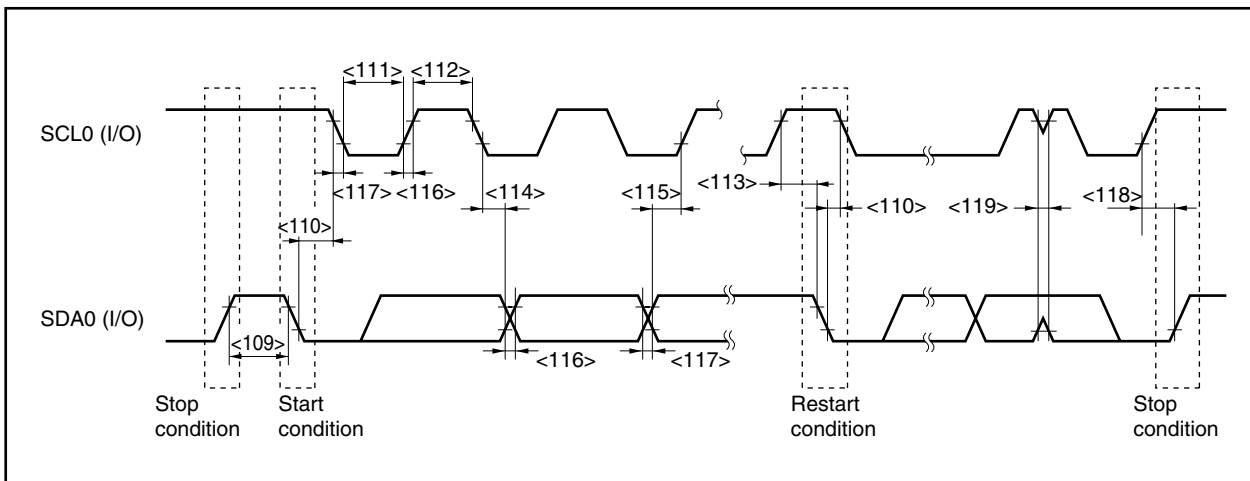 <111> <112>
SCL0 (I/O)
<117> <116> <114> <115> <113> <110> <119> <118>
<110>
SDA0 (I/O)
<109> <116> <117>
Stop condition
Start condition
Restart condition
Stop condition